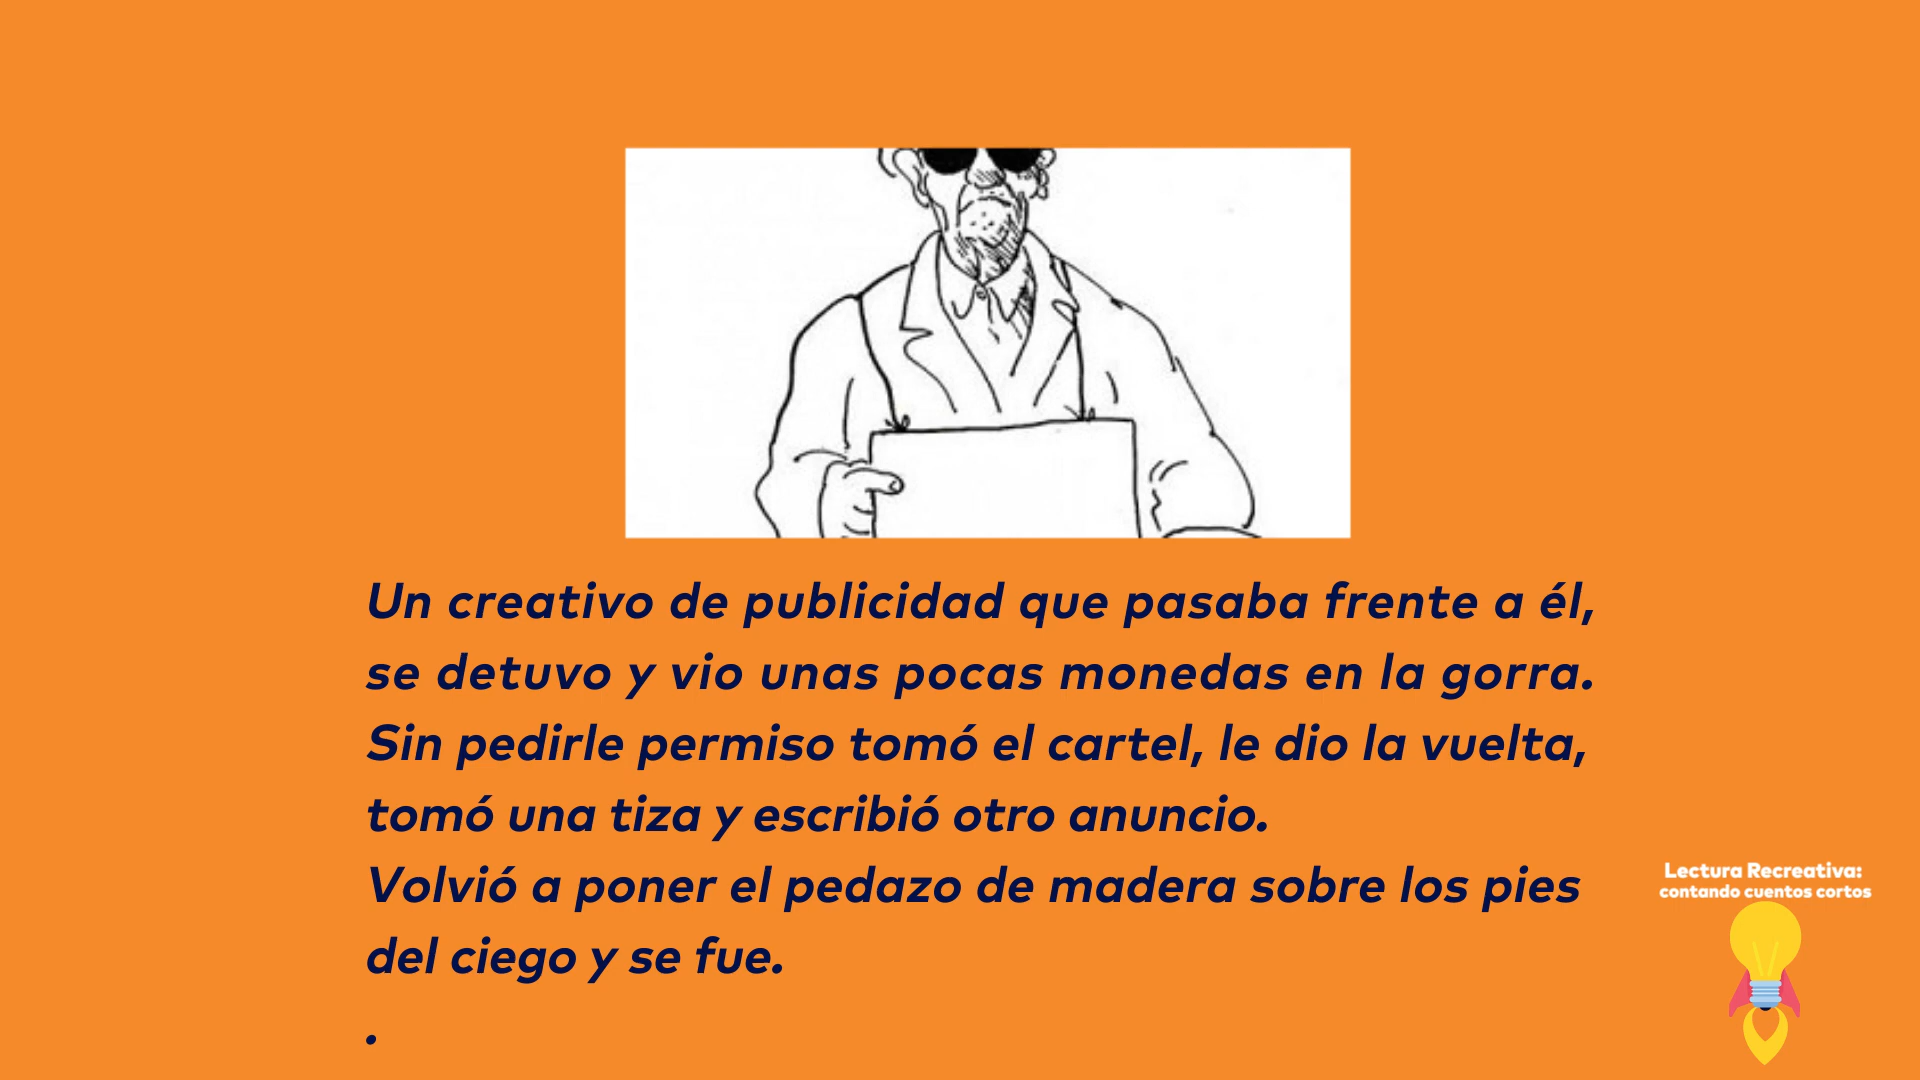 Un creativo de publicidad que pasaba frente a él,
se detuvo y vio unas pocas monedas en la gorra.
Sin pedirle permiso tomó el cartel, le dio la vuelta,
tomó una tiza y escribió otro anuncio.
Volvió a poner el pedazo de madera sobre los pies
del ciego y se fue.
.
Lectura Recreativa:
contando cuentos cortos